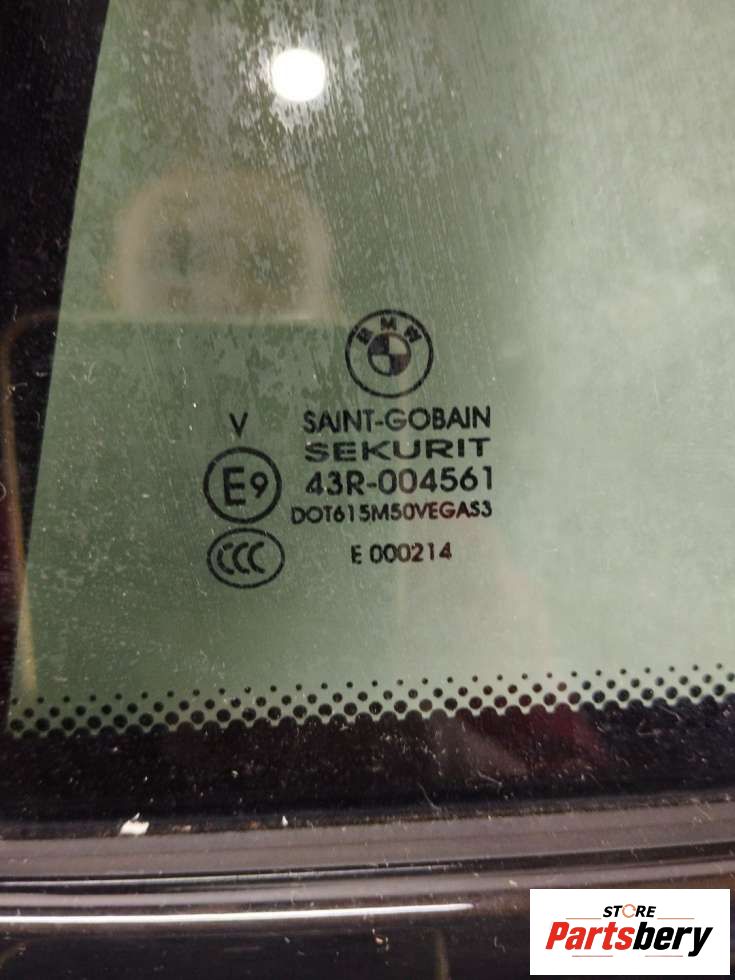 BMW
V SAINT-GOBAIN
SEKURIT
E9 43R-004561
DOT615M50VEGAS3
CCC E 000214
STORE
Partsbery